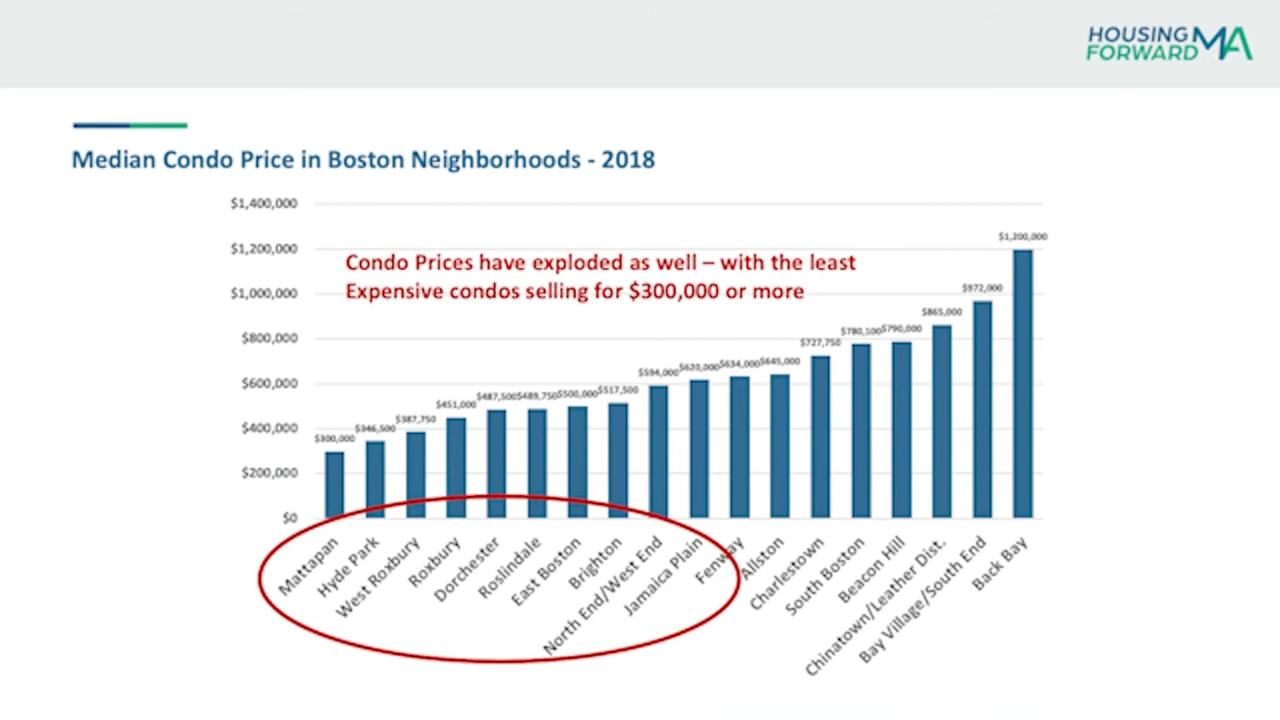 HOUSING MA
FORWARD
Median Condo Price in Boston Neighborhoods - 2018
$1,400,000
$1,200,000
$1,000,000
$800,000
$600,000
$400,000
$200,000
$0
Condo Prices have exploded as well – with the least
Expensive condos selling for $300,000 or more
$300,000
$346,500
$387,750
$451,000
$487,500
$489,750
$500,000
$517,500
$594,000
$620,000
$634,000
$645,000
$727,750
$780,100
$790,000
$865,000
$972,000
$1,200,000
Mattapan
Hyde Park
West Roxbury
Roxbury
Dorchester
Roslindale
East Boston
Brighton
North End/West End
Jamaica Plain
Fenway
Allston
Charlestown
South Boston
Beacon Hill
Chinatown/Leather Dist.
Bay Village/South End
Back Bay